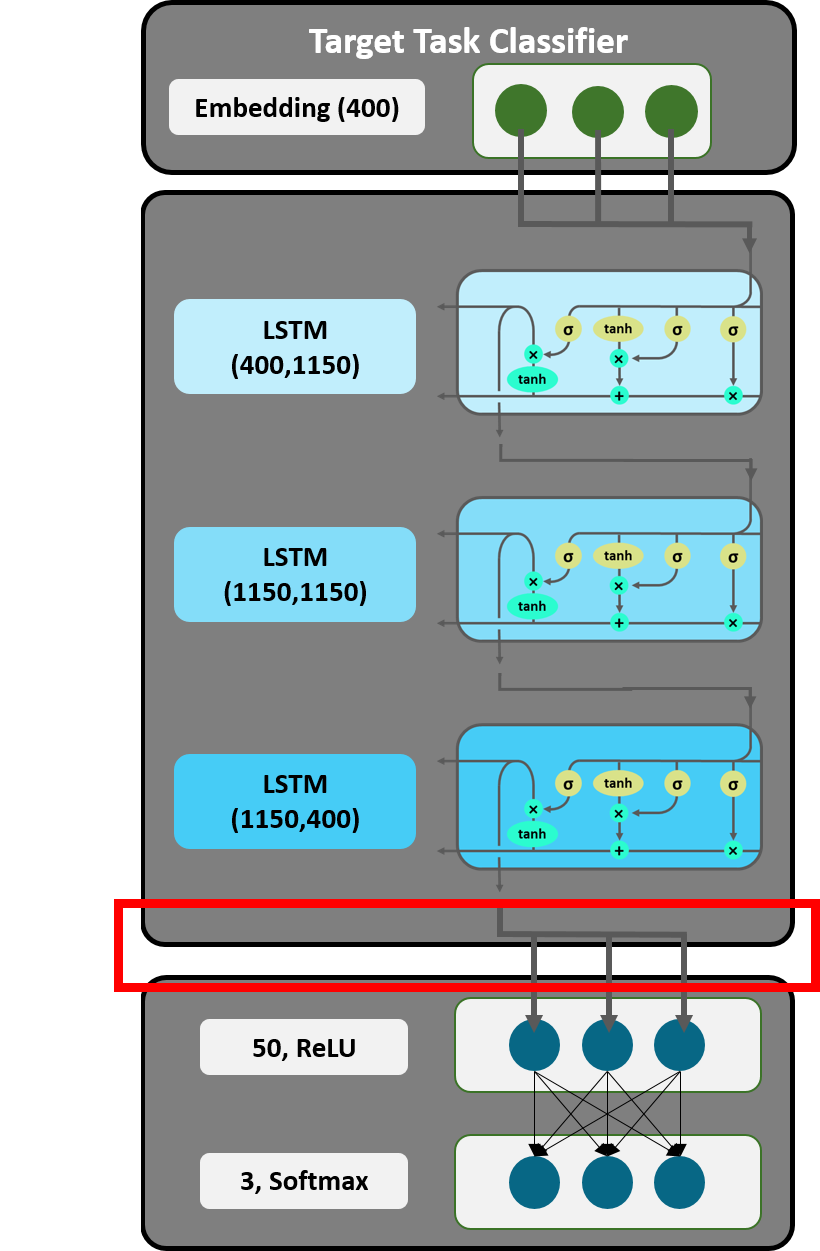 Target Task Classifier
Embedding (400)
LSTM
(400,1150)
σ
tanh
σ
σ
×
×
tanh
+
×
LSTM
(1150,1150)
σ
tanh
σ
σ
×
×
tanh
+
×
LSTM
(1150,400)
σ
tanh
σ
σ
×
×
tanh
+
×
50, ReLU
3, Softmax